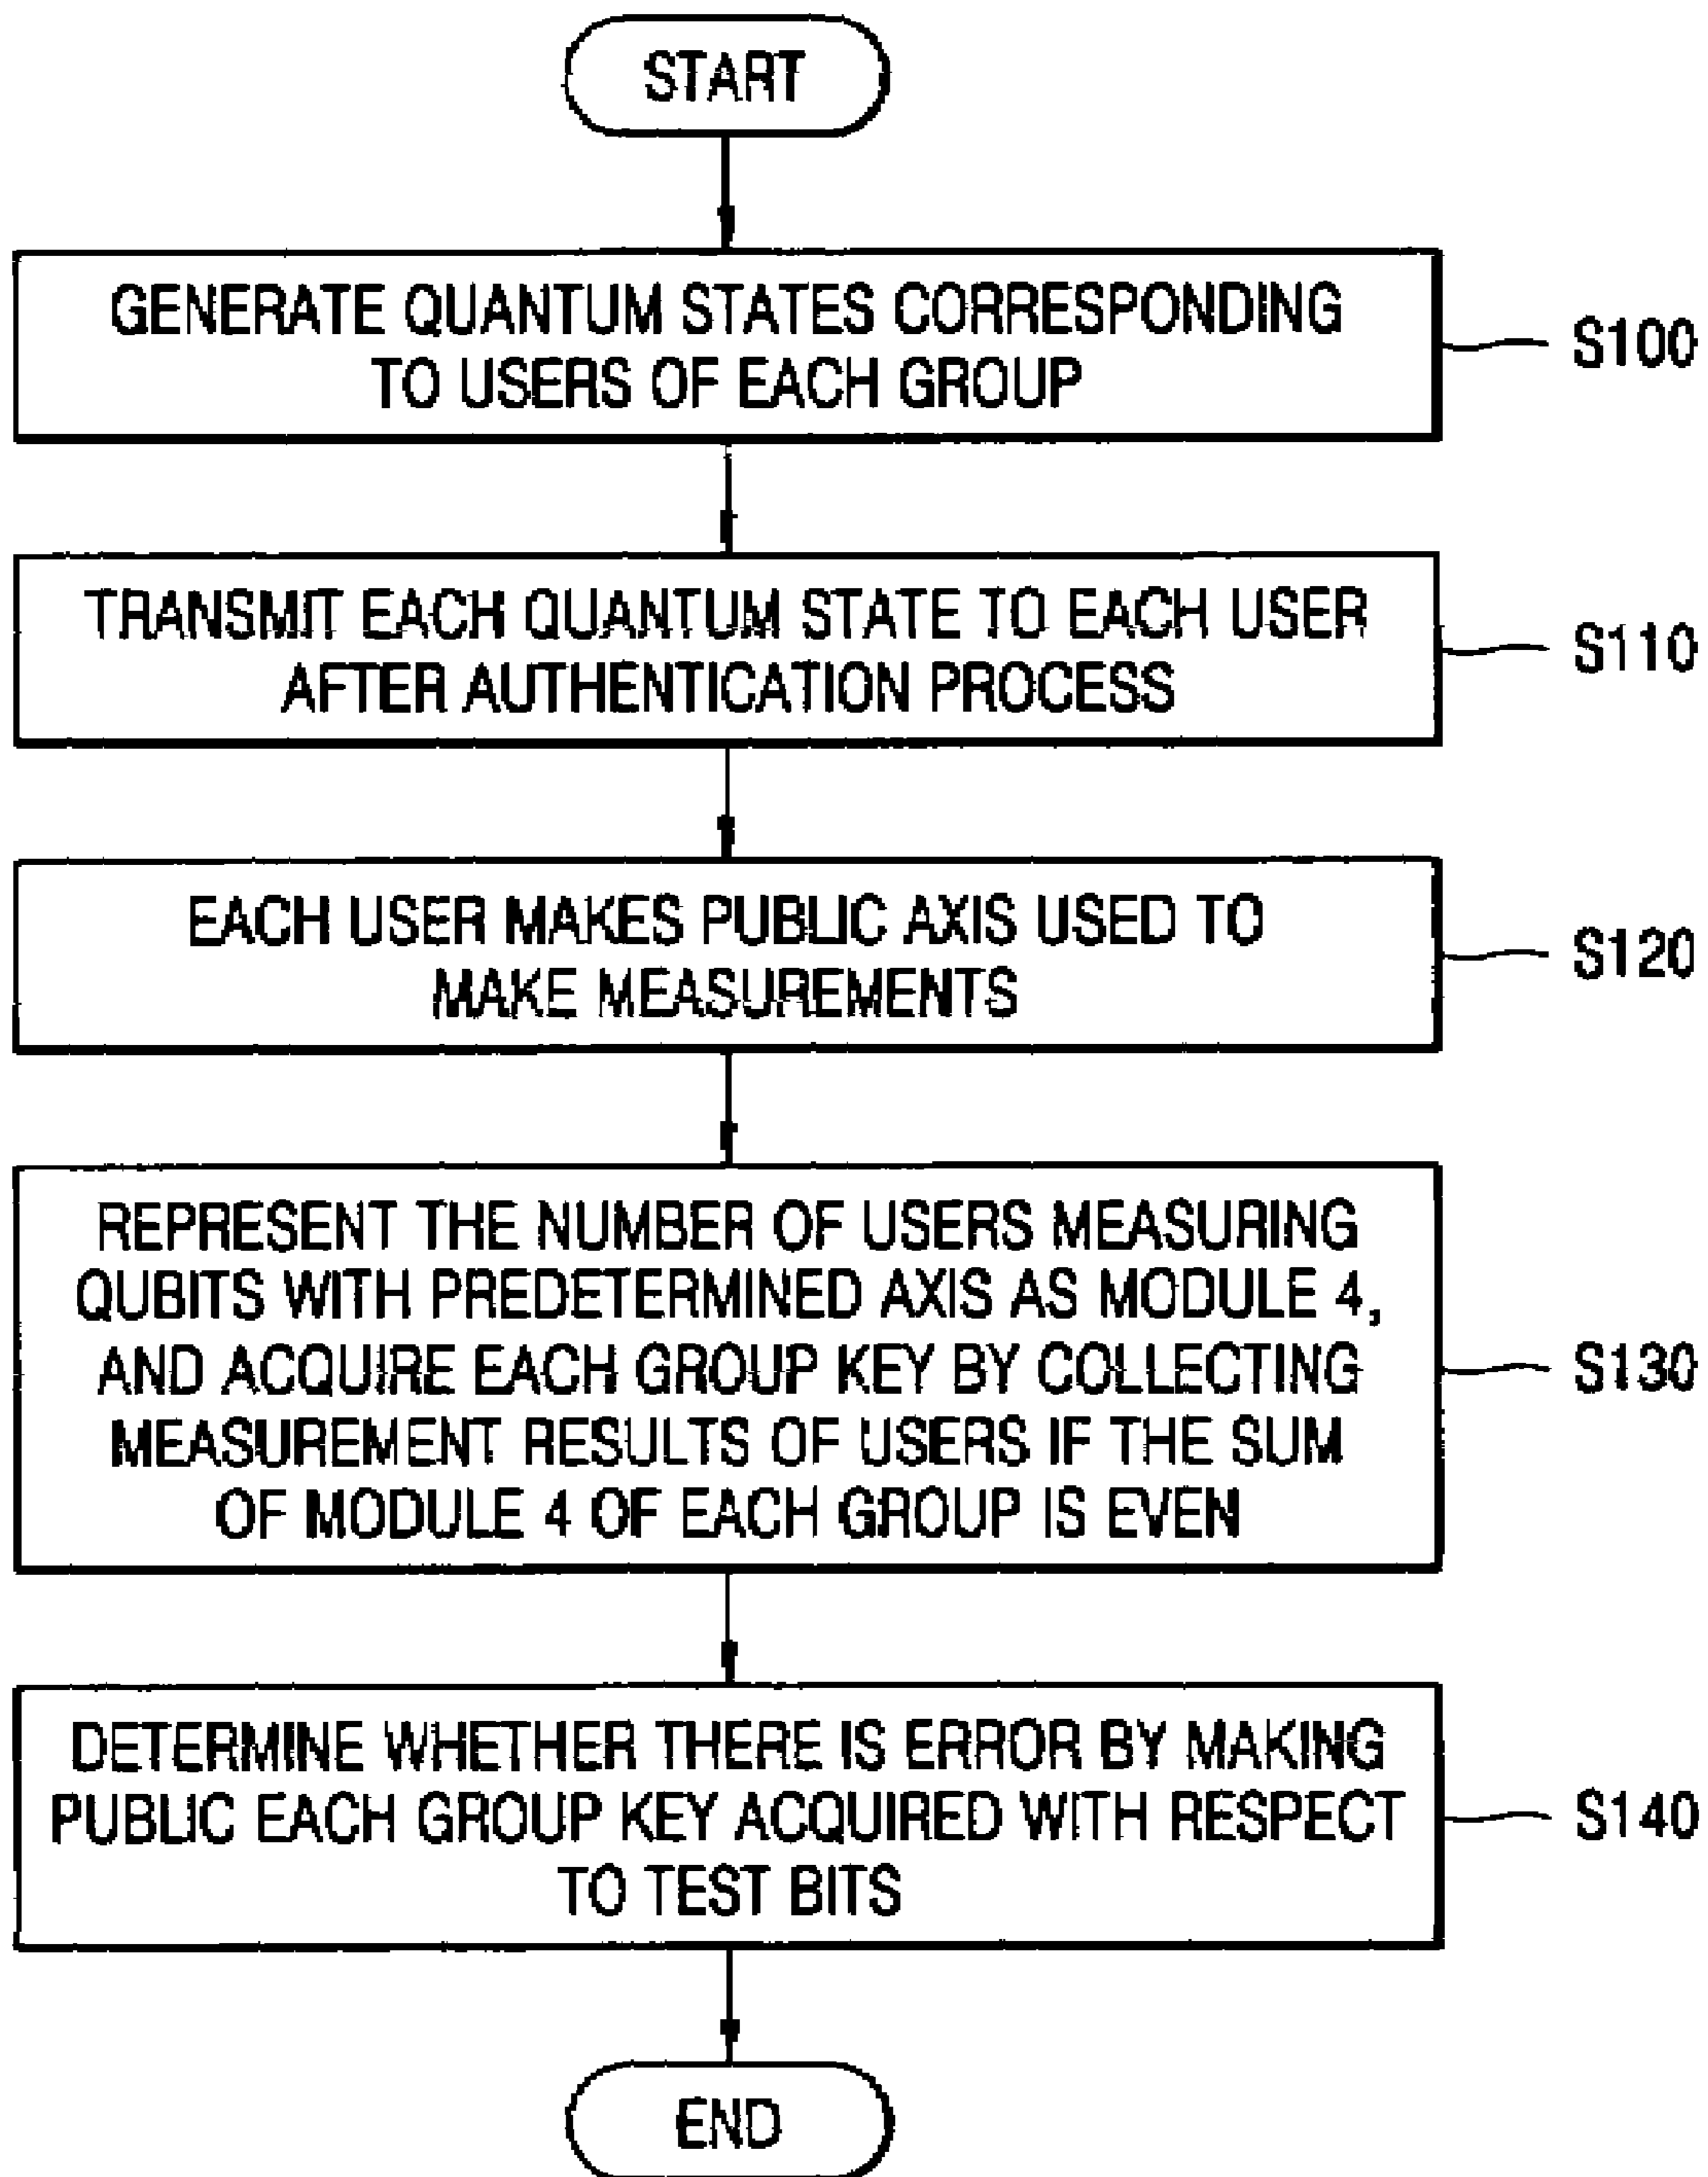 START
GENERATE QUANTUM STATES CORRESPONDING
TO USERS OF EACH GROUP
S100
TRANSMIT EACH QUANTUM STATE TO EACH USER
AFTER AUTHENTICATION PROCESS
S110
EACH USER MAKES PUBLIC AXIS USED TO
MAKE MEASUREMENTS
S120
REPRESENT THE NUMBER OF USERS MEASURING
QUBITS WITH PREDETERMINED AXIS AS MODULE 4,
AND ACQUIRE EACH GROUP KEY BY COLLECTING
MEASUREMENT RESULTS OF USERS IF THE SUM
OF MODULE 4 OF EACH GROUP IS EVEN
S130
DETERMINE WHETHER THERE IS ERROR BY MAKING
PUBLIC EACH GROUP KEY ACQUIRED WITH RESPECT
TO TEST BITS
S140
END